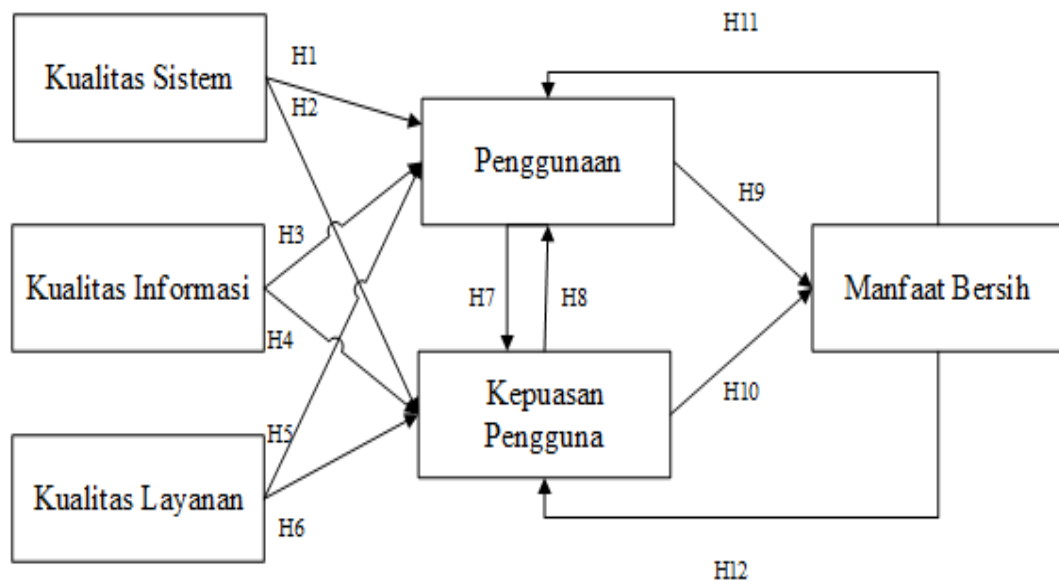 H11
Kualitas Sistem
H1
H2
Penggunaan
H9
H3
Kualitas Informasi
H7
H8
Manfaat Bersih
H4
Kepuasan
Pengguna
H10
H5
Kualitas Layanan
H6
H12